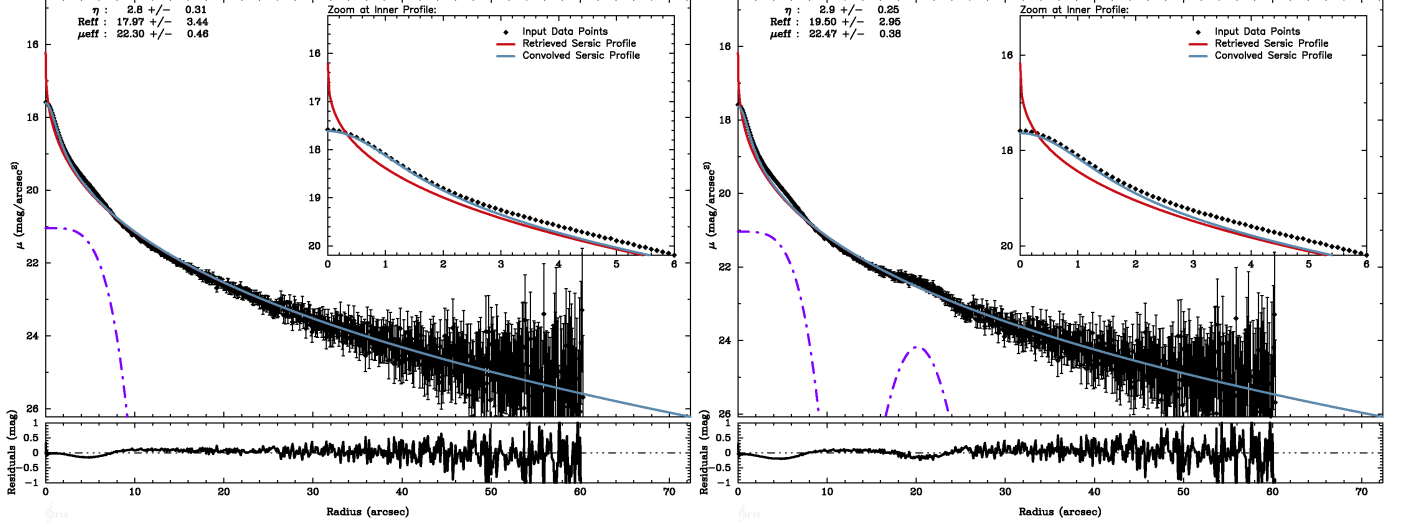 η : 2.8 +/− 0.31
Reff : 17.97 +/− 3.44
μeff : 22.30 +/− 0.46
Zoom at Inner Profile:
Input Data Points
Retrieved Sersic Profile
Convolved Sersic Profile
16
17
18
19
20
0 1 2 3 4 5 6
16
18
20
22
24
26
μ (mag/arcsec²)
1
0.5
0
−0.5
−1
Residuals (mag)
0 10 20 30 40 50 60 70
Radius (arcsec)
η : 2.9 +/− 0.25
Reff : 19.50 +/− 2.95
μeff : 22.47 +/− 0.38
Zoom at Inner Profile:
Input Data Points
Retrieved Sersic Profile
Convolved Sersic Profile
16
18
20
0 1 2 3 4 5 6
16
18
20
22
24
26
μ (mag/arcsec²)
1
0.5
0
−0.5
−1
Residuals (mag)
0 10 20 30 40 50 60 70
Radius (arcsec)